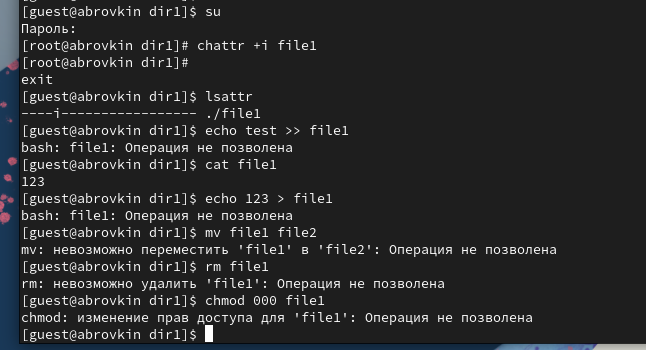 [guest@abrovkin dir1]$ su
Пароль:
[root@abrovkin dir1]# chattr +i file1
[root@abrovkin dir1]#
exit
[guest@abrovkin dir1]$ lsattr
----i----------------- ./file1
[guest@abrovkin dir1]$ echo test >> file1
bash: file1: Операция не позволена
[guest@abrovkin dir1]$ cat file1
123
[guest@abrovkin dir1]$ echo 123 > file1
bash: file1: Операция не позволена
[guest@abrovkin dir1]$ mv file1 file2
mv: невозможно переместить 'file1' в 'file2': Операция не позволена
[guest@abrovkin dir1]$ rm file1
rm: невозможно удалить 'file1': Операция не позволена
[guest@abrovkin dir1]$ chmod 000 file1
chmod: изменение прав доступа для 'file1': Операция не позволена
[guest@abrovkin dir1]$